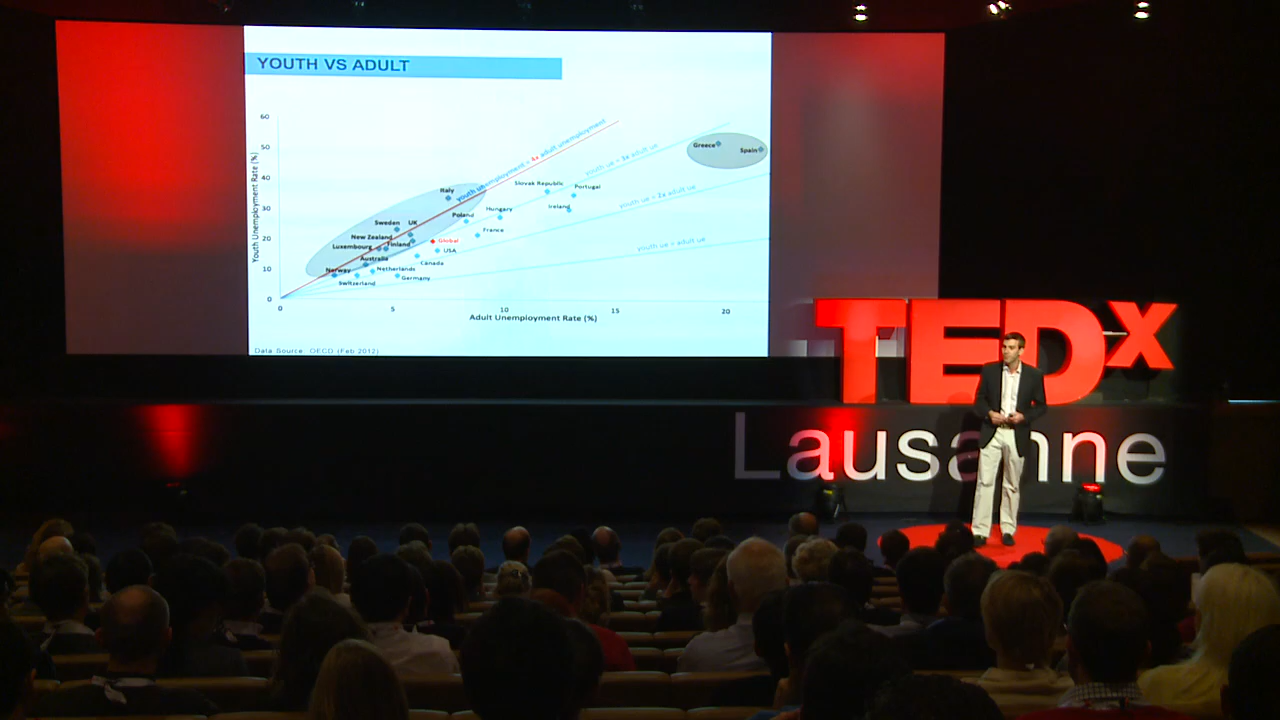 YOUTH VS ADULT
60
50
40
30
20
10
0
Youth Unemployment Rate (%)
youth unemployment = 4x adult unemployment
youth ue = 3x adult ue
youth ue = 2x adult ue
youth ue = adult ue
Greece
Spain
Italy
Slovak Republic
Portugal
Hungary
Ireland
Poland
Sweden
UK
France
New Zealand
Global
Luxembourg
Finland
USA
Australia
Canada
Norway
Netherlands
Switzerland
Germany
0
5
10
15
20
Adult Unemployment Rate (%)
Data Source: OECD (Feb 2012)
TEDx
Lausanne